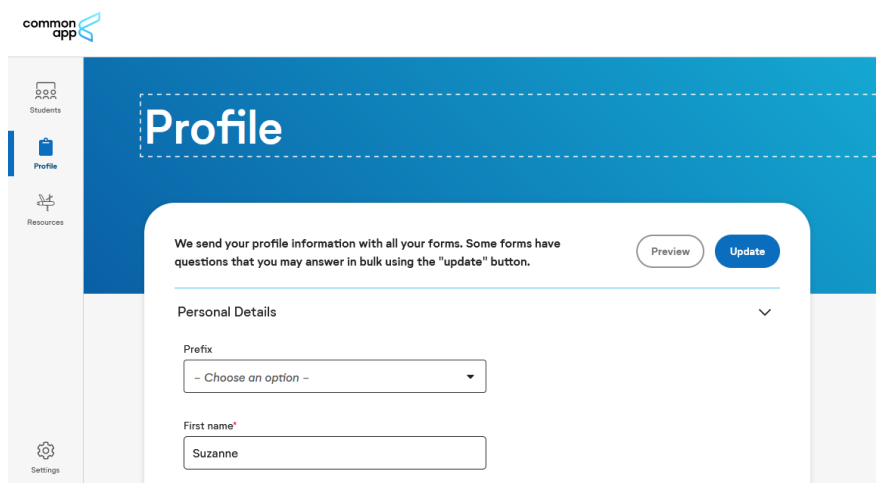 common
app
Students
Profile
Profile
Resources
We send your profile information with all your forms. Some forms have
questions that you may answer in bulk using the "update" button.
Preview
Update
Personal Details
Prefix
– Choose an option –
First name*
Suzanne
Settings